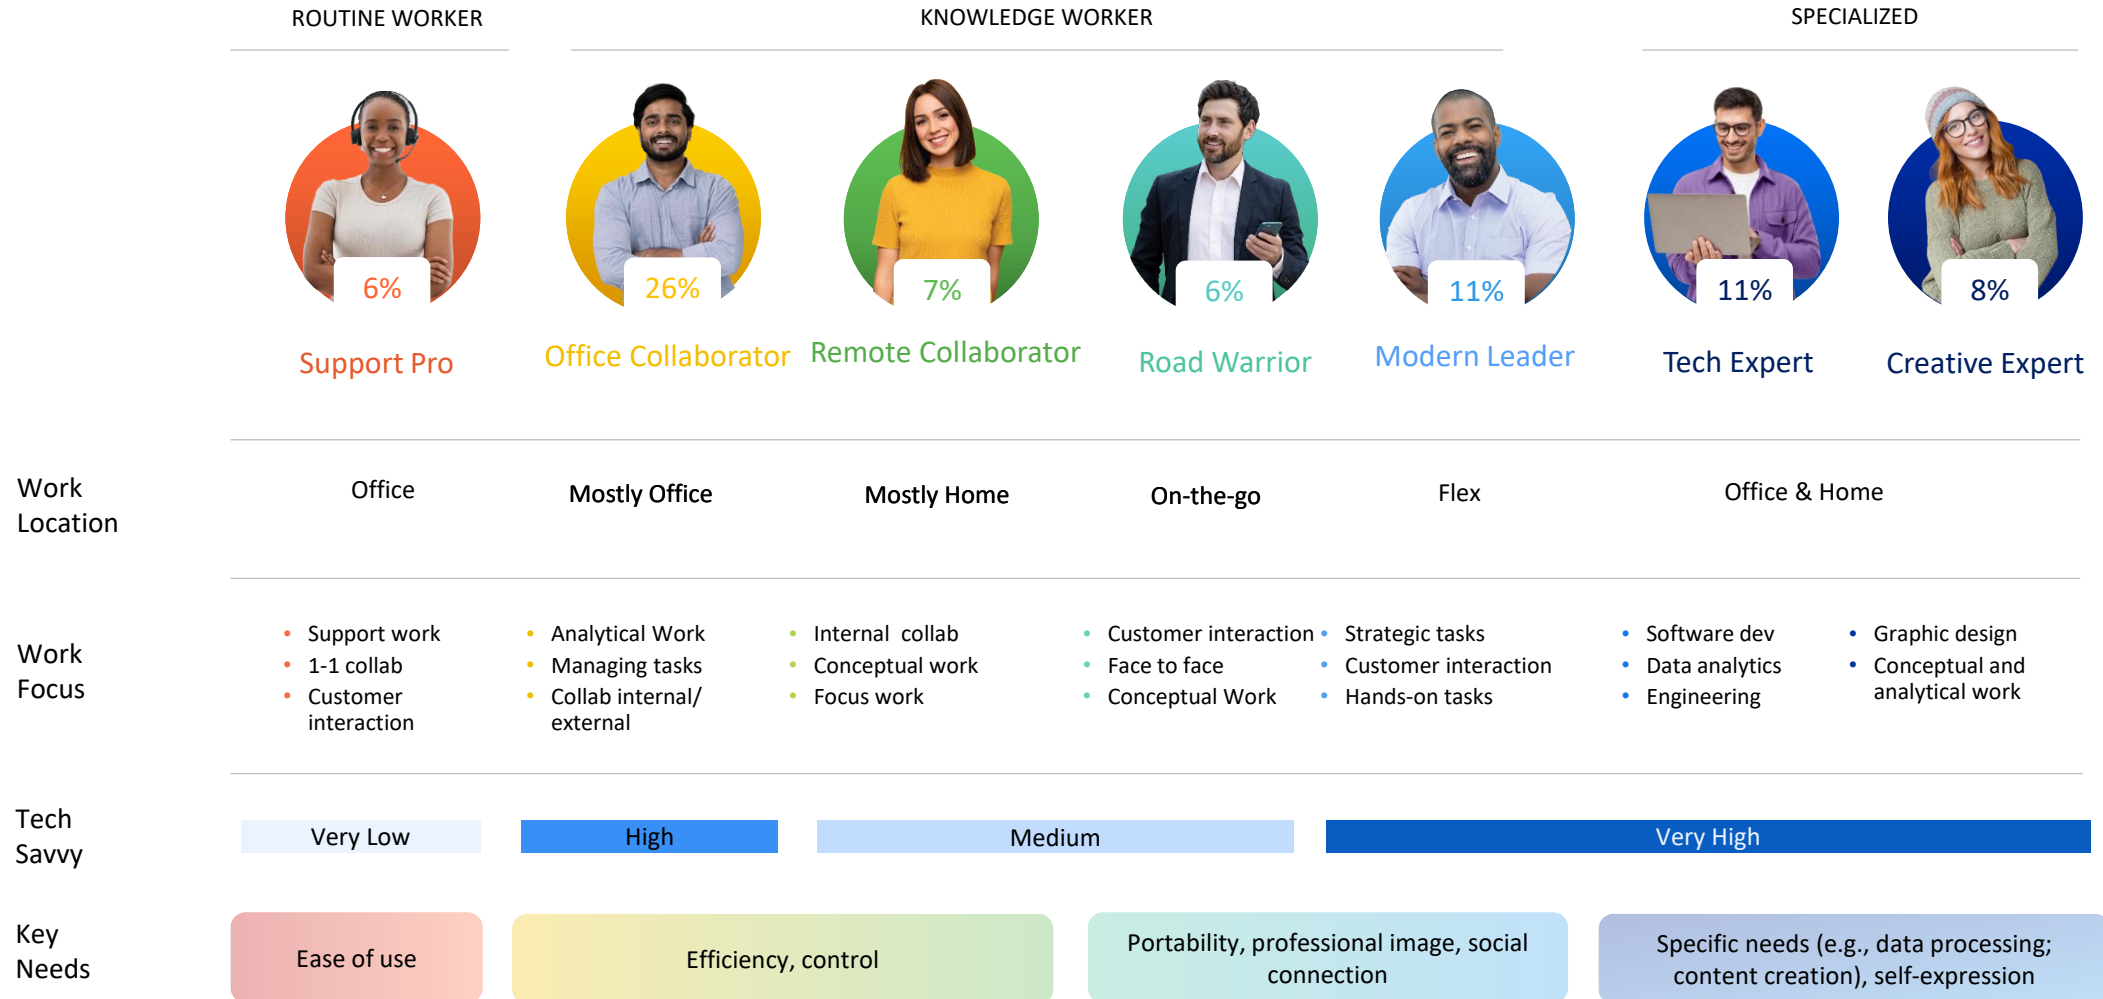 ROUTINE WORKER
KNOWLEDGE WORKER
SPECIALIZED
6%
26%
7%
6%
11%
11%
8%
Support Pro
Office Collaborator
Remote Collaborator
Road Warrior
Modern Leader
Tech Expert
Creative Expert
Work
Location
Office
Mostly Office
Mostly Home
On-the-go
Flex
Office & Home
Work
Focus
• Support work
• 1-1 collab
• Customer
interaction
• Analytical Work
• Managing tasks
• Collab internal/
external
• Internal collab
• Conceptual work
• Focus work
• Customer interaction
• Face to face
• Conceptual Work
• Strategic tasks
• Customer interaction
• Hands-on tasks
• Software dev
• Data analytics
• Engineering
• Graphic design
• Conceptual and
analytical work
Tech
Savvy
Very Low
High
Medium
Very High
Key
Needs
Ease of use
Efficiency, control
Portability, professional image, social
connection
Specific needs (e.g., data processing;
content creation), self-expression